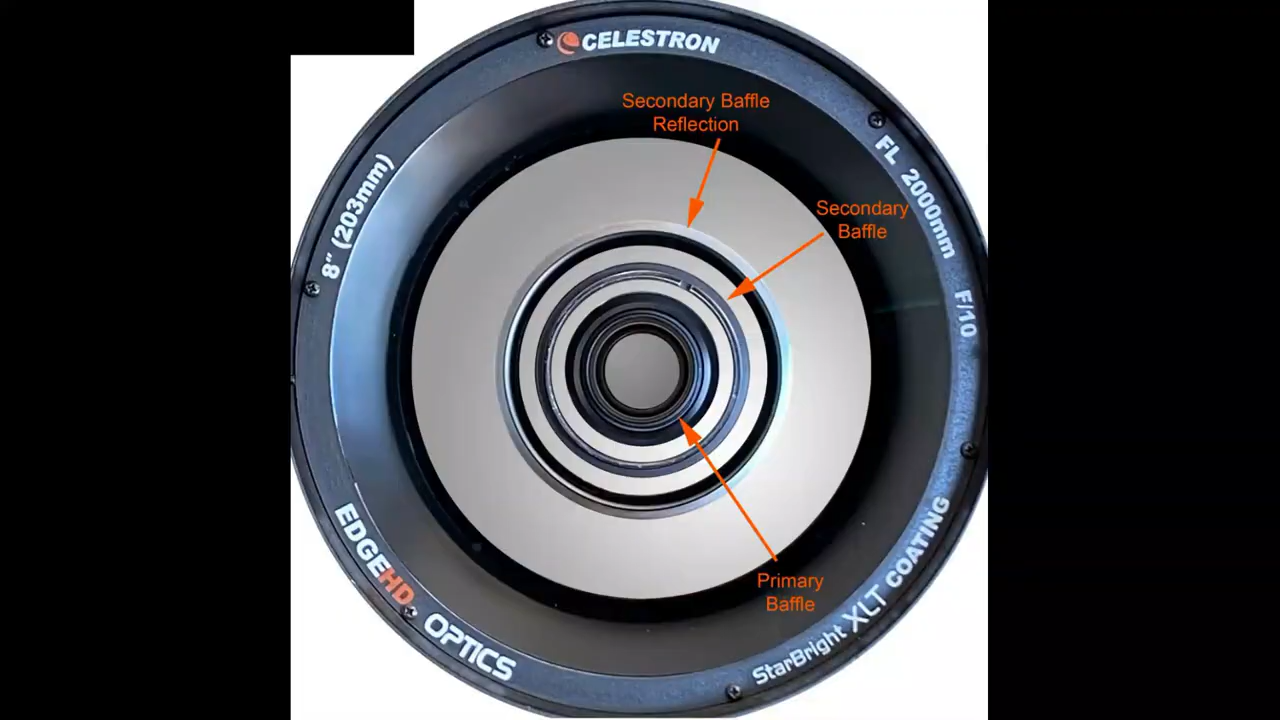 CELESTRON
Secondary Baffle
Reflection
FL 2000mm F/10
8" (203mm)
Secondary
Baffle
EDGEHD OPTICS
Primary
Baffle
StarBright XLT COATING